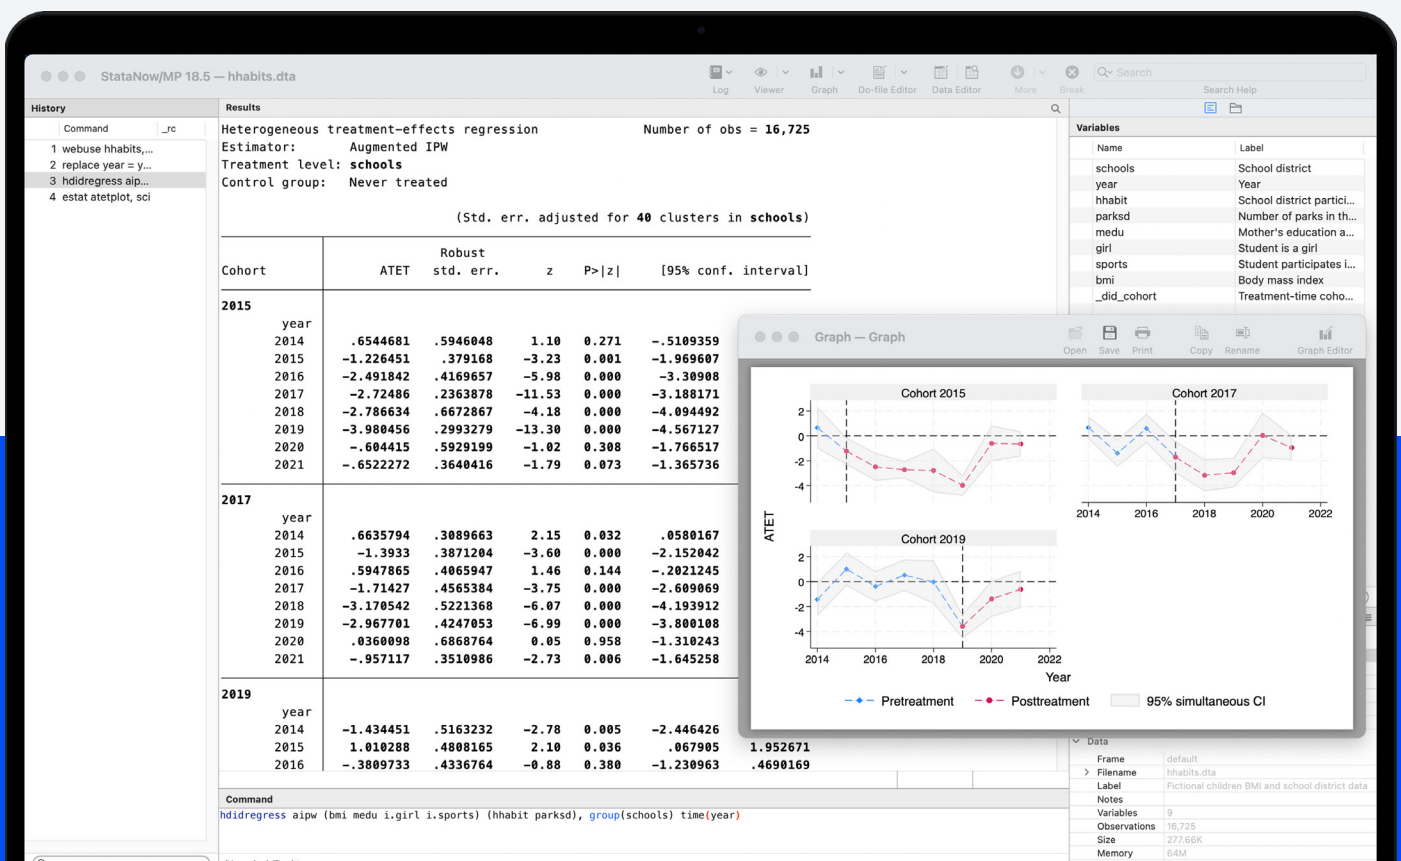 StataNow/MP 18.5 — hhabits.dta
Log Viewer Graph Do-file Editor Data Editor More Break Search
Search Help
History
Command _rc
1 webuse hhabits,...
2 replace year = y...
3 hdidregress aip...
4 estat atetplot, sci
Results
Heterogeneous treatment-effects regression Number of obs = 16,725
Estimator: Augmented IPW
Treatment level: schools
Control group: Never treated
(Std. err. adjusted for 40 clusters in schools)
Robust
Cohort ATET std. err. z P>|z| [95% conf. interval]
2015
year
2014 .6544681 .5946048 1.10 0.271 -.5109359
2015 -1.226451 .379168 -3.23 0.001 -1.969607
2016 -2.491842 .4169657 -5.98 0.000 -3.30908
2017 -2.72486 .2363878 -11.53 0.000 -3.188171
2018 -2.786634 .6672867 -4.18 0.000 -4.094492
2019 -3.980456 .2993279 -13.30 0.000 -4.567127
2020 -.604415 .5929199 -1.02 0.308 -1.766517
2021 -.6522272 .3640416 -1.79 0.073 -1.365736
2017
year
2014 .6635794 .3089663 2.15 0.032 .0580167
2015 -1.3933 .3871204 -3.60 0.000 -2.152042
2016 .5947865 .4065947 1.46 0.144 -.2021245
2017 -1.71427 .4565384 -3.75 0.000 -2.609069
2018 -3.170542 .5221368 -6.07 0.000 -4.193912
2019 -2.967701 .4247053 -6.99 0.000 -3.800108
2020 .0360098 .6868764 0.05 0.958 -1.310243
2021 -.957117 .3510986 -2.73 0.006 -1.645258
2019
year
2014 -1.434451 .5163232 -2.78 0.005 -2.446426
2015 1.010288 .4808165 2.10 0.036 .067905 1.952671
2016 -.3809733 .4336764 -0.88 0.380 -1.230963 .4690169
Command
hdidregress aipw (bmi medu i.girl i.sports) (hhabit parksd), group(schools) time(year)
Variables
Name Label
schools School district
year Year
hhabit School district partici...
parksd Number of parks in th...
medu Mother's education a...
girl Student is a girl
sports Student participates i...
bmi Body mass index
_did_cohort Treatment-time coho...
Graph — Graph
Open Save Print Copy Rename Graph Editor
Cohort 2015
2
0
-2
-4
Cohort 2017
2014 2016 2018 2020 2022
ATET
Cohort 2019
2
0
-2
-4
2014 2016 2018 2020 2022
Year
Pretreatment Posttreatment 95% simultaneous CI
Data
Frame default
Filename hhabits.dta
Label Fictional children BMI and school district data
Notes
Variables 9
Observations 16,725
Size 277.66K
Memory 64M